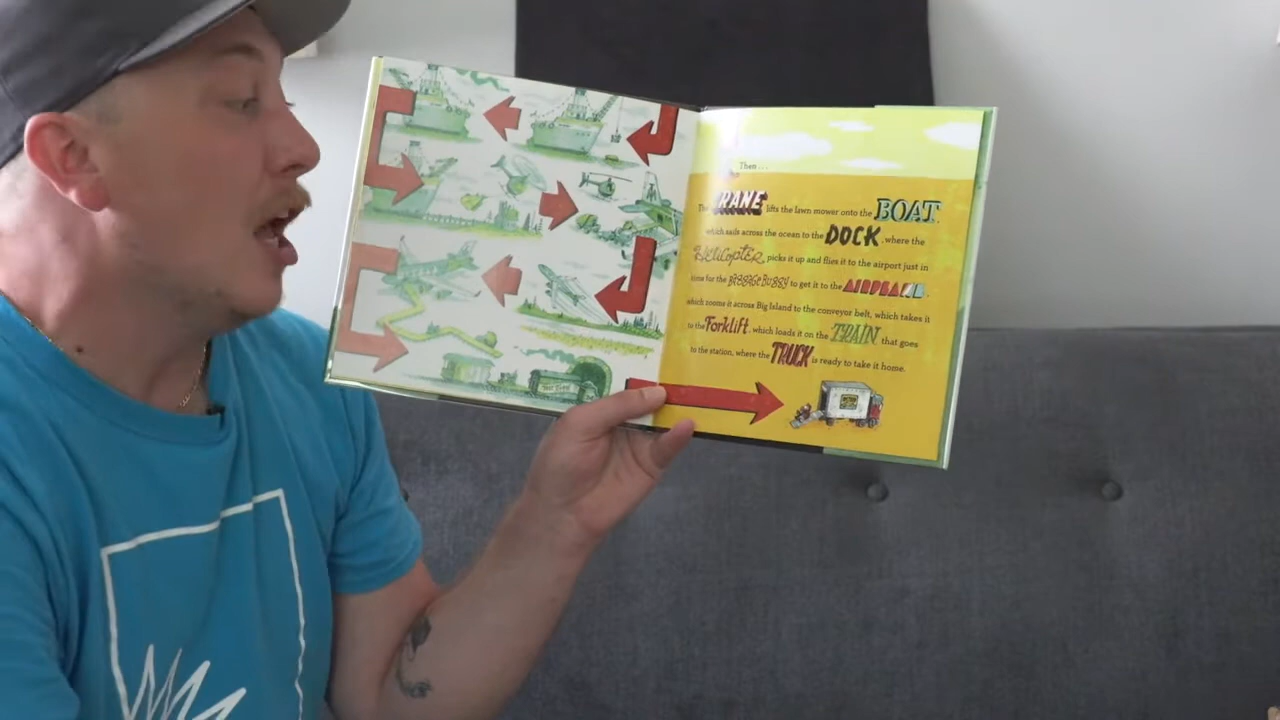 Then...
The CRANE lifts the lawn mower onto the BOAT,
which sails across the ocean to the DOCK, where the
HELICOPTER picks it up and flies it to the airport just in
time for the BAGGAGE BUGGY to get it to the AIRPLANE,
which zooms it across Big Island to the conveyor belt, which takes it
to the Forklift, which loads it on the TRAIN, that goes
to the station, where the TRUCK is ready to take it home.